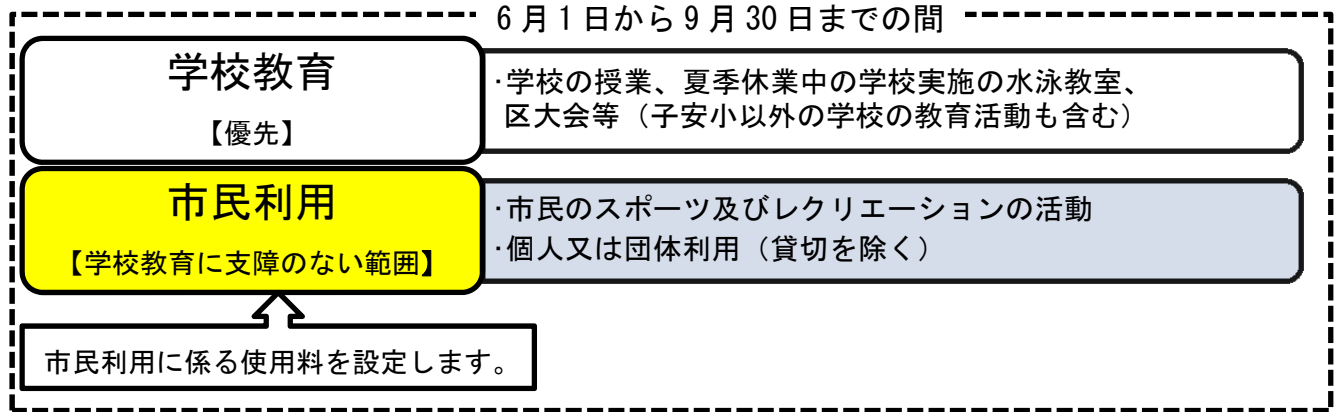 6月1日から9月30日までの間
学校教育
【優先】
・学校の授業、夏季休業中の学校実施の水泳教室、
区大会等（子安小以外の学校の教育活動も含む）
市民利用
【学校教育に支障のない範囲】
・市民のスポーツ及びレクリエーションの活動
・個人又は団体利用（貸切を除く）
市民利用に係る使用料を設定します。